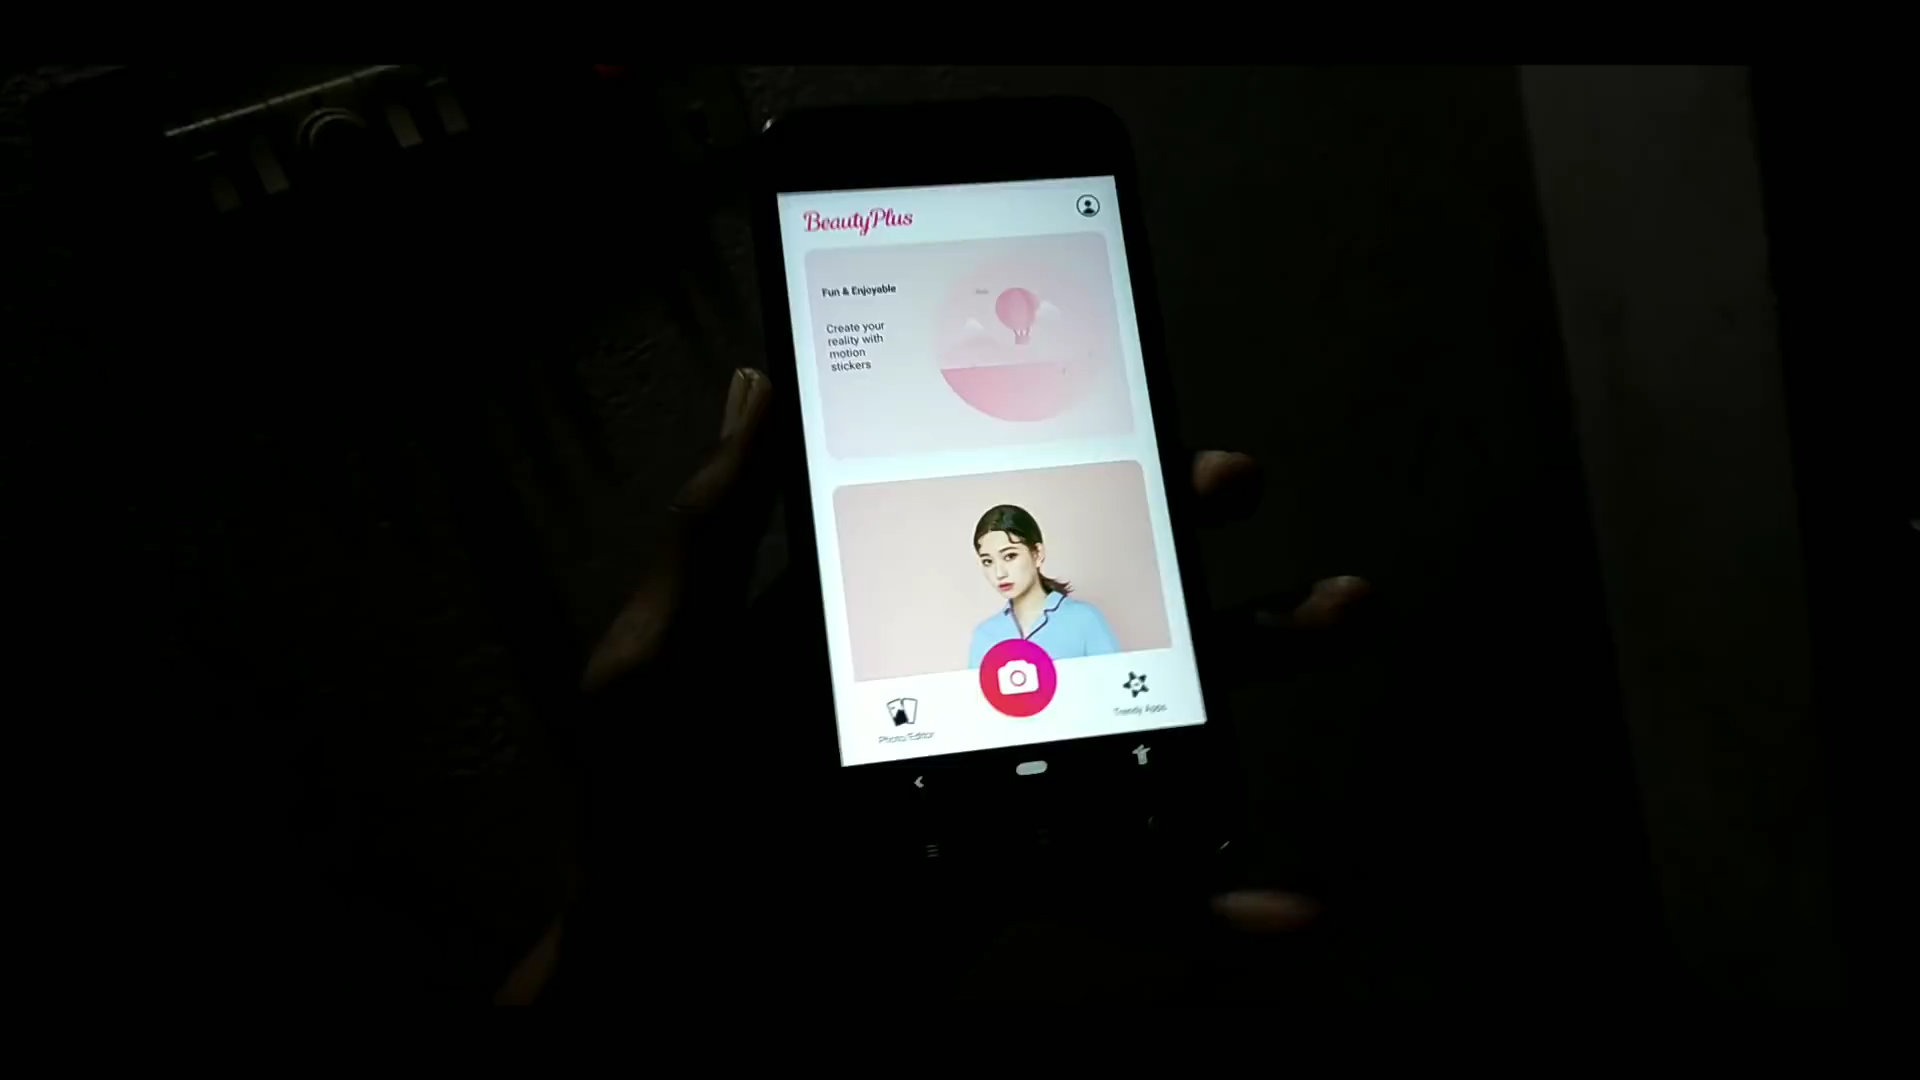 BeautyPlus
Fun & Enjoyable
Create your
reality with
motion
stickers
Photo Editor
Trendy Apps